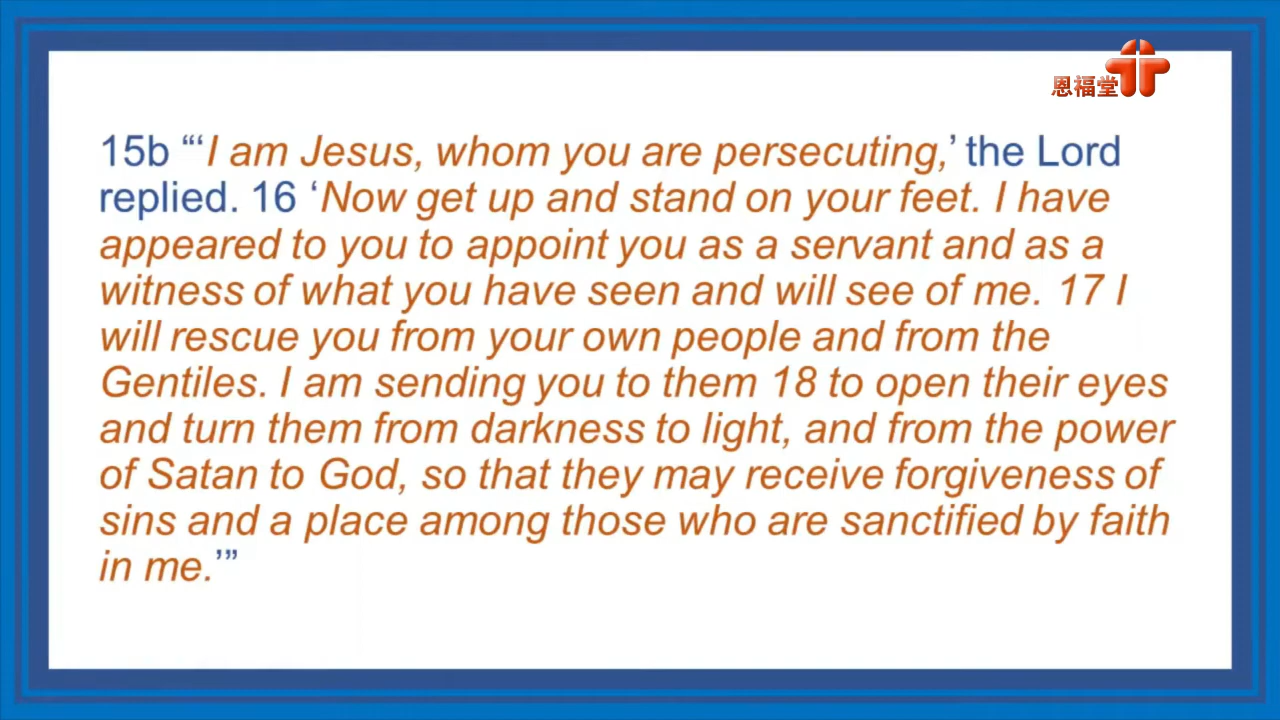 恩福堂
15b “‘I am Jesus, whom you are persecuting,’ the Lord
replied. 16 ‘Now get up and stand on your feet. I have
appeared to you to appoint you as a servant and as a
witness of what you have seen and will see of me. 17 I
will rescue you from your own people and from the
Gentiles. I am sending you to them 18 to open their eyes
and turn them from darkness to light, and from the power
of Satan to God, so that they may receive forgiveness of
sins and a place among those who are sanctified by faith
in me.’”